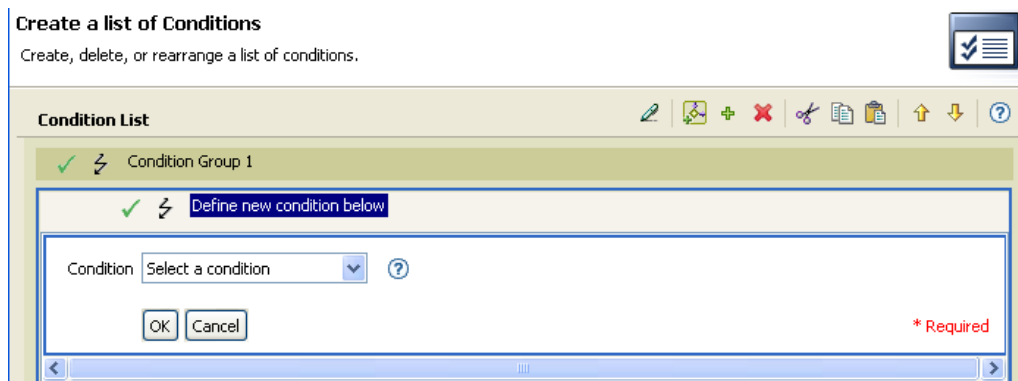 Create a list of Conditions
Create, delete, or rearrange a list of conditions.
Condition List
Condition Group 1
Define new condition below
Condition Select a condition
OK Cancel
* Required